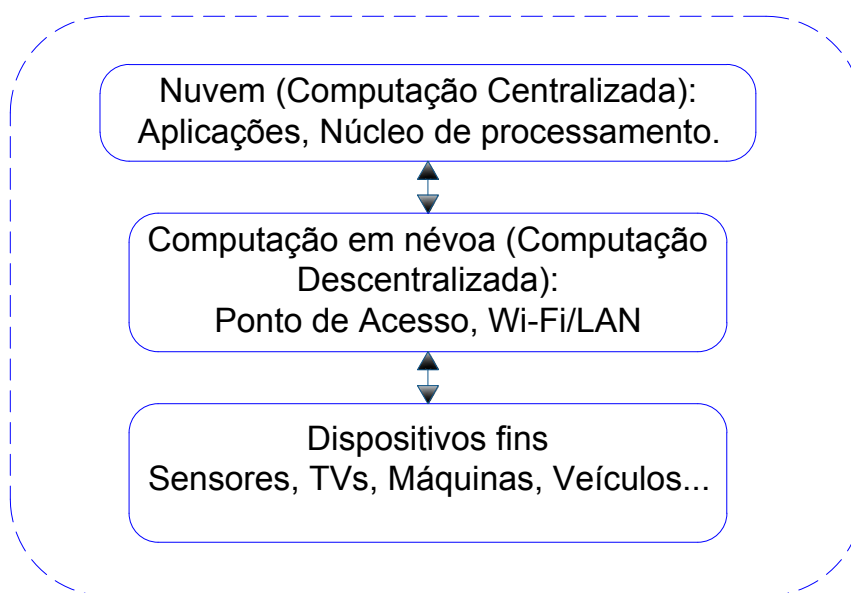 Nuvem (Computação Centralizada):
Aplicações, Núcleo de processamento.
Computação em névoa (Computação
Descentralizada):
Ponto de Acesso, Wi-Fi/LAN
Dispositivos fins
Sensores, TVs, Máquinas, Veículos...